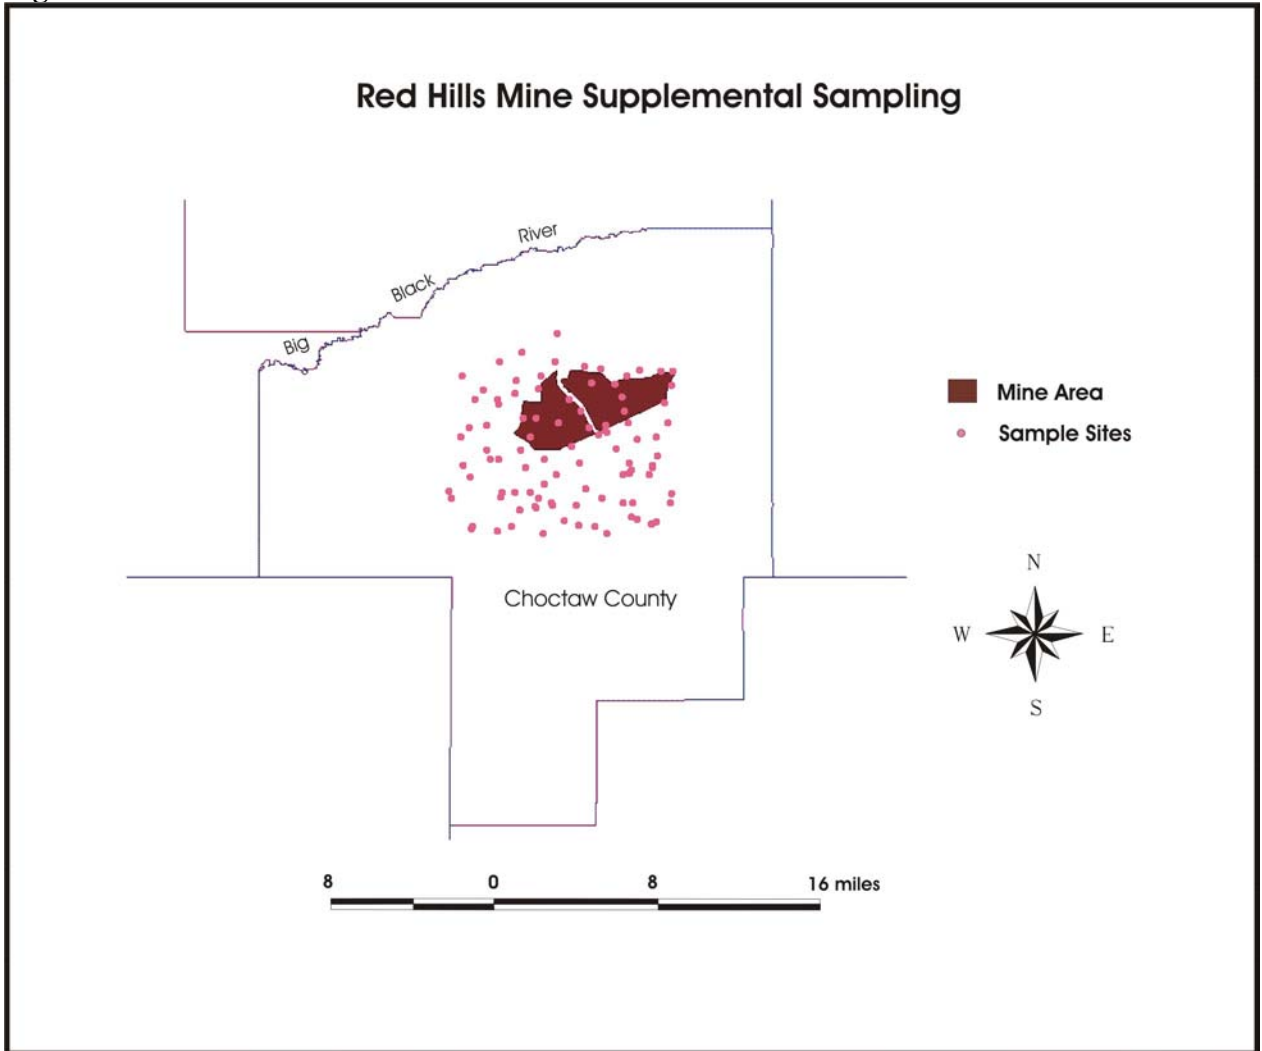 Red Hills Mine Supplemental Sampling
River
Black
Big
Mine Area
Sample Sites
N
W E
S
Choctaw County
8 0 8 16 miles